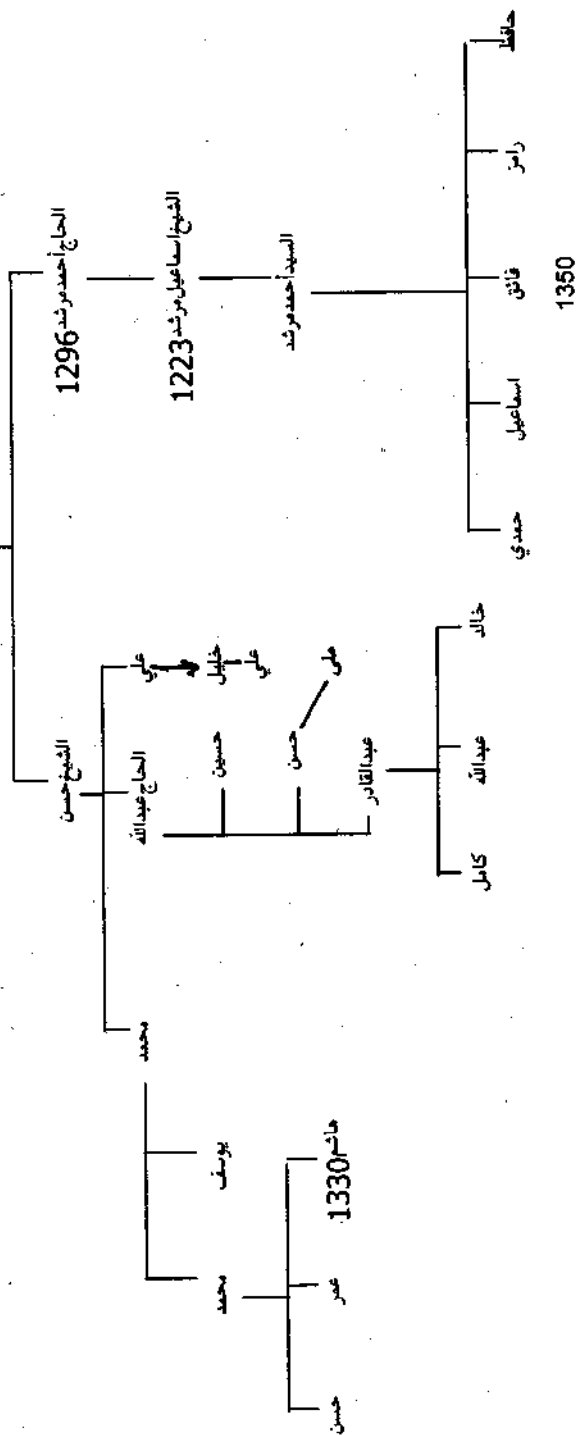 الحاج أحمد مرشد 1296
الشيخ اسماعيل مرشد 1223
السيد أحمد مرشد
حافظ
رامز
فائق
اسماعيل
حمدي
1350
الشيخ حسن
علي
الحاج عبدالله
محمد
خليل
علي
حسين
حسن
علي
عبدالقادر
خالد
عبدالله
كامل
يوسف
محمد
هاشم 1330
عمر
حسن